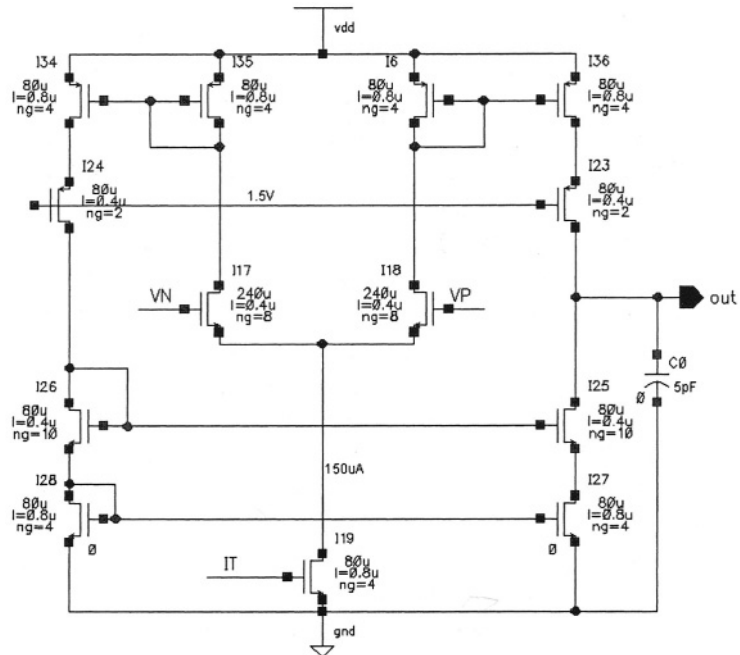 vdd
I34
80u
l=0.8u
ng=4
I35
80u
l=0.8u
ng=4
I6
80u
l=0.8u
ng=4
I36
80u
l=0.8u
ng=4
I24
80u
l=0.4u
ng=2
1.5V
I23
80u
l=0.4u
ng=2
VN
I17
240u
l=0.4u
ng=8
I18
240u
l=0.4u
ng=8
VP
out
C0
5pF
0
I26
80u
l=0.4u
ng=10
I25
80u
l=0.4u
ng=10
150uA
I28
80u
l=0.8u
ng=4
0
I27
80u
l=0.8u
ng=4
0
IT
I19
80u
l=0.8u
ng=4
gnd